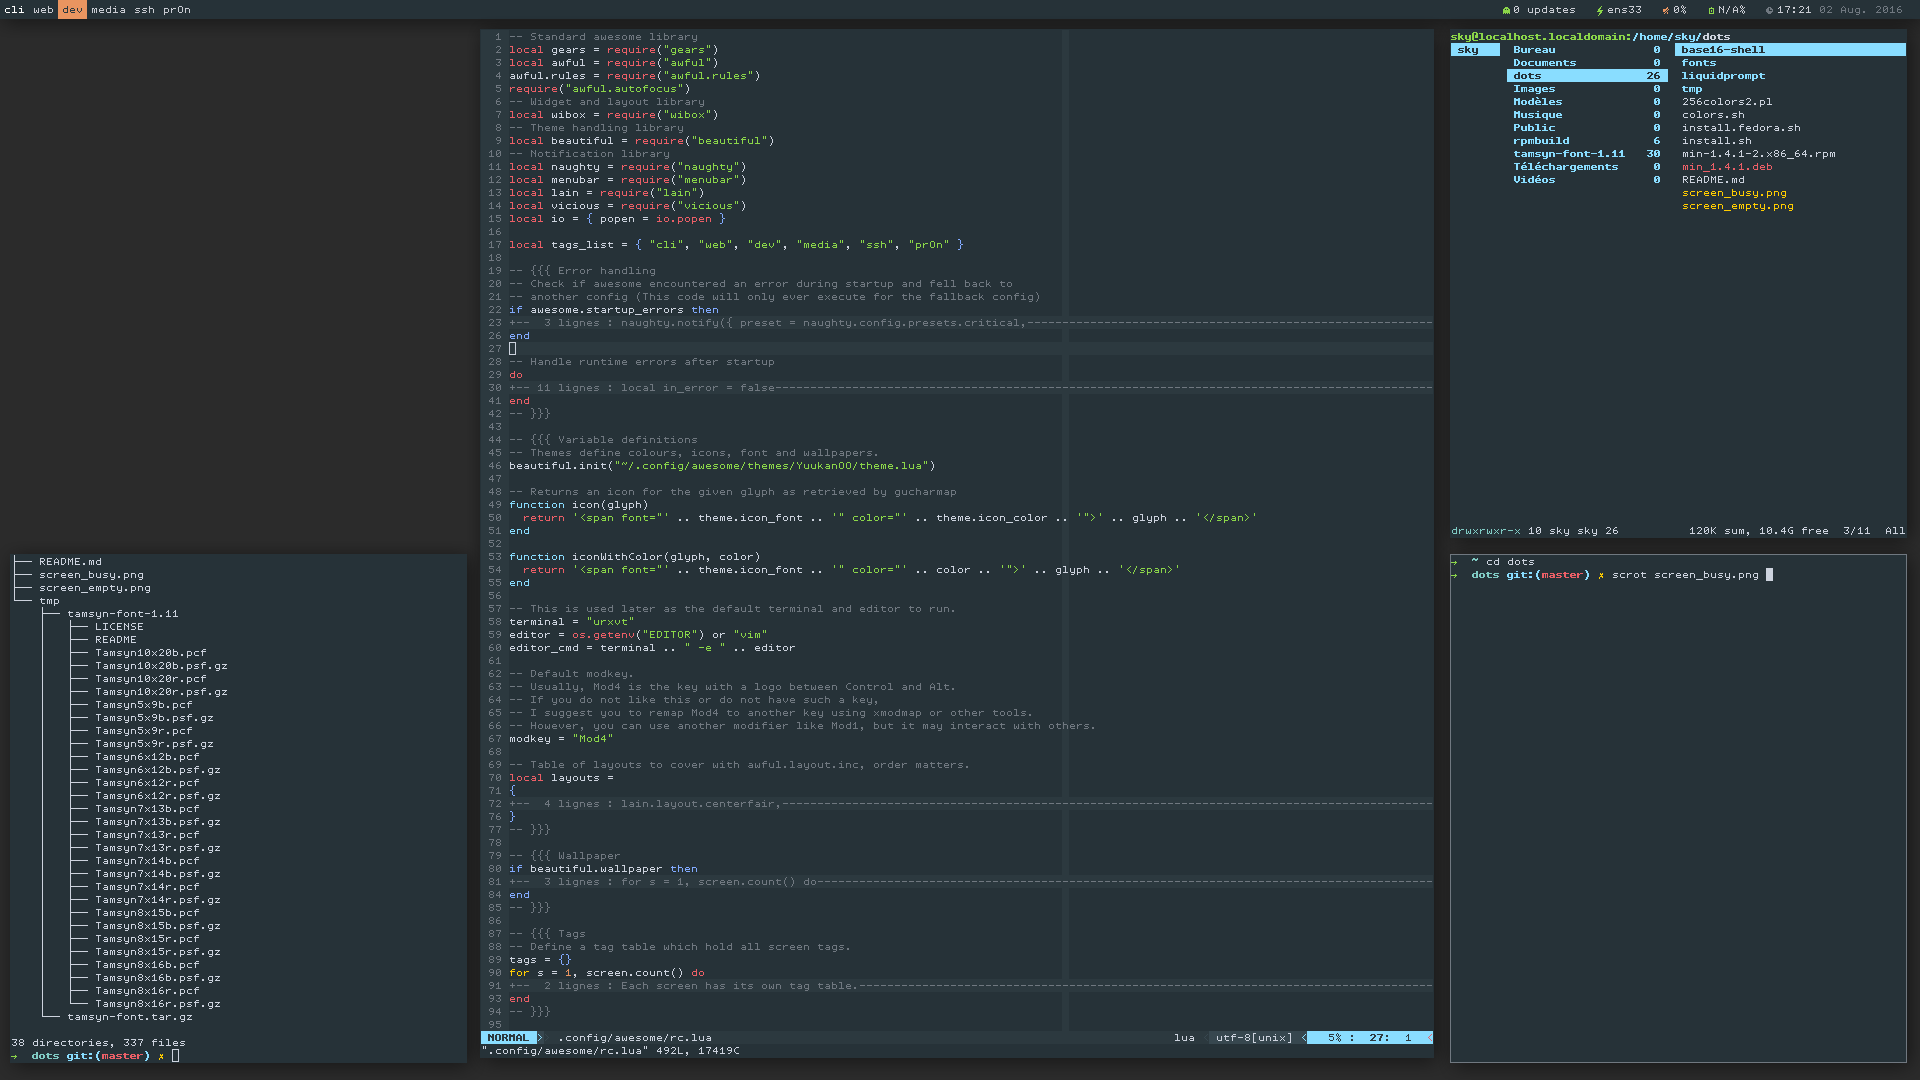 cli web dev media ssh pr0n
0 updates ens33 0% N/A% 17:21 02 Aug. 2016
├── README.md
├── screen_busy.png
├── screen_empty.png
└── tmp
├── tamsyn-font-1.11
│   ├── LICENSE
│   ├── README
│   ├── Tamsyn10x20b.pcf
│   ├── Tamsyn10x20b.psf.gz
│   ├── Tamsyn10x20r.pcf
│   ├── Tamsyn10x20r.psf.gz
│   ├── Tamsyn5x9b.pcf
│   ├── Tamsyn5x9b.psf.gz
│   ├── Tamsyn5x9r.pcf
│   ├── Tamsyn5x9r.psf.gz
│   ├── Tamsyn6x12b.pcf
│   ├── Tamsyn6x12b.psf.gz
│   ├── Tamsyn6x12r.pcf
│   ├── Tamsyn6x12r.psf.gz
│   ├── Tamsyn7x13b.pcf
│   ├── Tamsyn7x13b.psf.gz
│   ├── Tamsyn7x13r.pcf
│   ├── Tamsyn7x13r.psf.gz
│   ├── Tamsyn7x14b.pcf
│   ├── Tamsyn7x14b.psf.gz
│   ├── Tamsyn7x14r.pcf
│   ├── Tamsyn7x14r.psf.gz
│   ├── Tamsyn8x15b.pcf
│   ├── Tamsyn8x15b.psf.gz
│   ├── Tamsyn8x15r.pcf
│   ├── Tamsyn8x15r.psf.gz
│   ├── Tamsyn8x16b.pcf
│   ├── Tamsyn8x16b.psf.gz
│   ├── Tamsyn8x16r.pcf
│   └── Tamsyn8x16r.psf.gz
└── tamsyn-font.tar.gz
38 directories, 337 files
→ dots git:(master) ✗
1 -- Standard awesome library
2 local gears = require("gears")
3 local awful = require("awful")
4 awful.rules = require("awful.rules")
5 require("awful.autofocus")
6 -- Widget and layout library
7 local wibox = require("wibox")
8 -- Theme handling library
9 local beautiful = require("beautiful")
10 -- Notification library
11 local naughty = require("naughty")
12 local menubar = require("menubar")
13 local lain = require("lain")
14 local vicious = require("vicious")
15 local io = { popen = io.popen }
16
17 local tags_list = { "cli", "web", "dev", "media", "ssh", "pr0n" }
18
19 -- {{{ Error handling
20 -- Check if awesome encountered an error during startup and fell back to
21 -- another config (This code will only ever execute for the fallback config)
22 if awesome.startup_errors then
23 +--  3 lignes : naughty.notify({ preset = naughty.config.presets.critical,----------
26 end
27
28 -- Handle runtime errors after startup
29 do
30 +-- 11 lignes : local in_error = false----------
41 end
42 -- }}}
43
44 -- {{{ Variable definitions
45 -- Themes define colours, icons, font and wallpapers.
46 beautiful.init("~/.config/awesome/themes/Yuukan00/theme.lua")
47
48 -- Returns an icon for the given glyph as retrieved by gucharmap
49 function icon(glyph)
50   return '<span font="' .. theme.icon_font .. '" color="' .. theme.icon_color .. '">' .. glyph .. '</span>'
51 end
52
53 function iconWithColor(glyph, color)
54   return '<span font="' .. theme.icon_font .. '" color="' .. color .. '">' .. glyph .. '</span>'
55 end
56
57 -- This is used later as the default terminal and editor to run.
58 terminal = "urxvt"
59 editor = os.getenv("EDITOR") or "vim"
60 editor_cmd = terminal .. " -e " .. editor
61
62 -- Default modkey.
63 -- Usually, Mod4 is the key with a logo between Control and Alt.
64 -- If you do not like this or do not have such a key,
65 -- I suggest you to remap Mod4 to another key using xmodmap or other tools.
66 -- However, you can use another modifier like Mod1, but it may interact with others.
67 modkey = "Mod4"
68
69 -- Table of layouts to cover with awful.layout.inc, order matters.
70 local layouts =
71 {
72 +--  4 lignes : lain.layout.centerfair,----------
76 }
77 -- }}}
78
79 -- {{{ Wallpaper
80 if beautiful.wallpaper then
81 +--  3 lignes : for s = 1, screen.count() do----------
84 end
85 -- }}}
86
87 -- {{{ Tags
88 -- Define a tag table which hold all screen tags.
89 tags = {}
90 for s = 1, screen.count() do
91 +--  2 lignes : Each screen has its own tag table.----------
93 end
94 -- }}}
95
NORMAL .config/awesome/rc.lua lua utf-8[unix] 5% : 27: 1
".config/awesome/rc.lua" 492L, 17419C
sky@localhost.localdomain:/home/sky/dots
sky Bureau 0 base16-shell
Documents 0 fonts
dots 26 liquidprompt
Images 0 tmp
Modèles 0 256colors2.pl
Musique 0 colors.sh
Public 0 install.fedora.sh
rpmbuild 6 install.sh
tamsyn-font-1.11 30 min-1.4.1-2.x86_64.rpm
Téléchargements 0 min_1.4.1.deb
Vidéos 0 README.md
screen_busy.png
screen_empty.png
drwxrwxr-x 10 sky sky 26 120K sum, 10.4G free 3/11 All
→ ~ cd dots
→ dots git:(master) ✗ scrot screen_busy.png